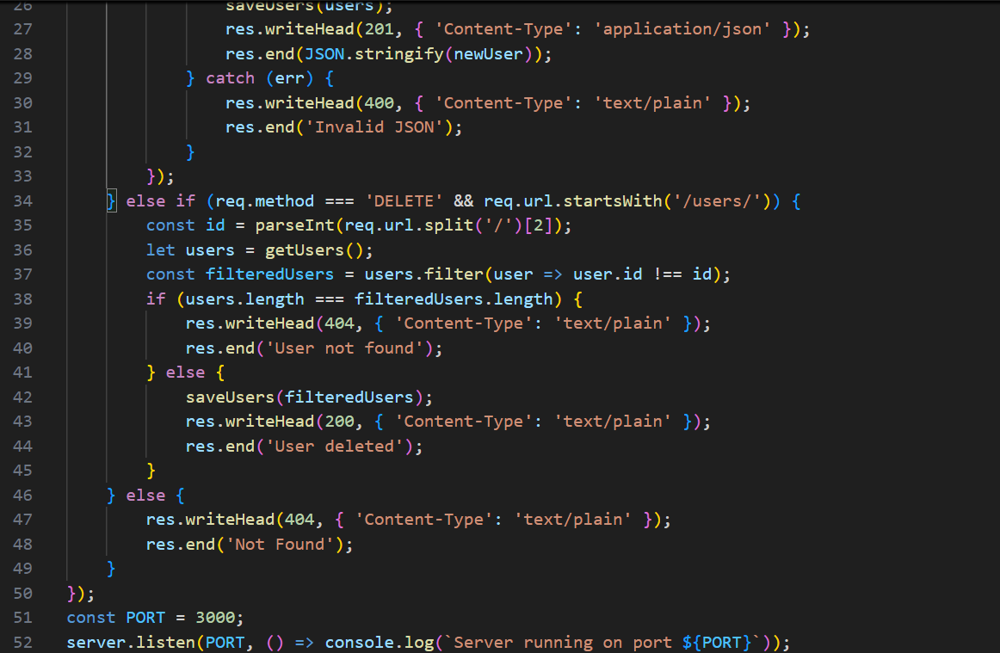 26                saveUsers(users);
27                res.writeHead(201, { 'Content-Type': 'application/json' });
28                res.end(JSON.stringify(newUser));
29            } catch (err) {
30                res.writeHead(400, { 'Content-Type': 'text/plain' });
31                res.end('Invalid JSON');
32            }
33        });
34    } else if (req.method === 'DELETE' && req.url.startsWith('/users/')) {
35        const id = parseInt(req.url.split('/')[2]);
36        let users = getUsers();
37        const filteredUsers = users.filter(user => user.id !== id);
38        if (users.length === filteredUsers.length) {
39            res.writeHead(404, { 'Content-Type': 'text/plain' });
40            res.end('User not found');
41        } else {
42            saveUsers(filteredUsers);
43            res.writeHead(200, { 'Content-Type': 'text/plain' });
44            res.end('User deleted');
45        }
46    } else {
47        res.writeHead(404, { 'Content-Type': 'text/plain' });
48        res.end('Not Found');
49    }
50 });
51 const PORT = 3000;
52 server.listen(PORT, () => console.log(`Server running on port ${PORT}`));